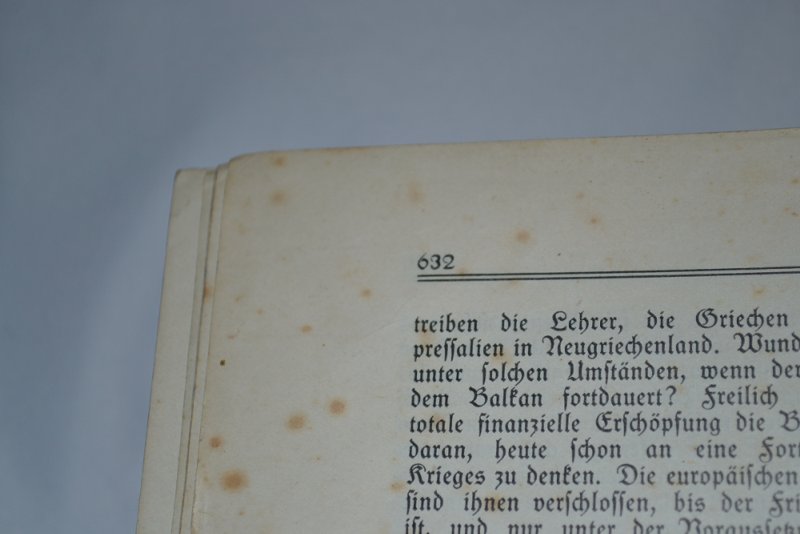 632
treiben die Lehrer, die Griechen
preſſalien in Neugriechenland. Wund
unter ſolchen Umſtänden, wenn der
dem Balkan fortdauert? Freilich
totale finanzielle Erſchöpfung die B
daran, heute ſchon an eine Fort
Krieges zu denken. Die europäiſchen
ſind ihnen verſchloſſen, bis der Fri
iſt, und nur unter der Vorausſetz